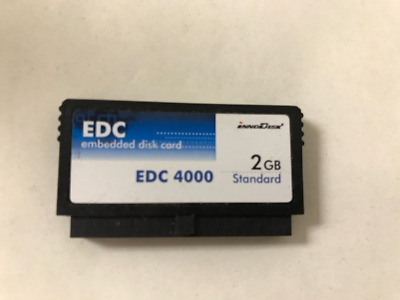 EDC
embedded disk card
InnoDisk
2GB
EDC 4000
Standard